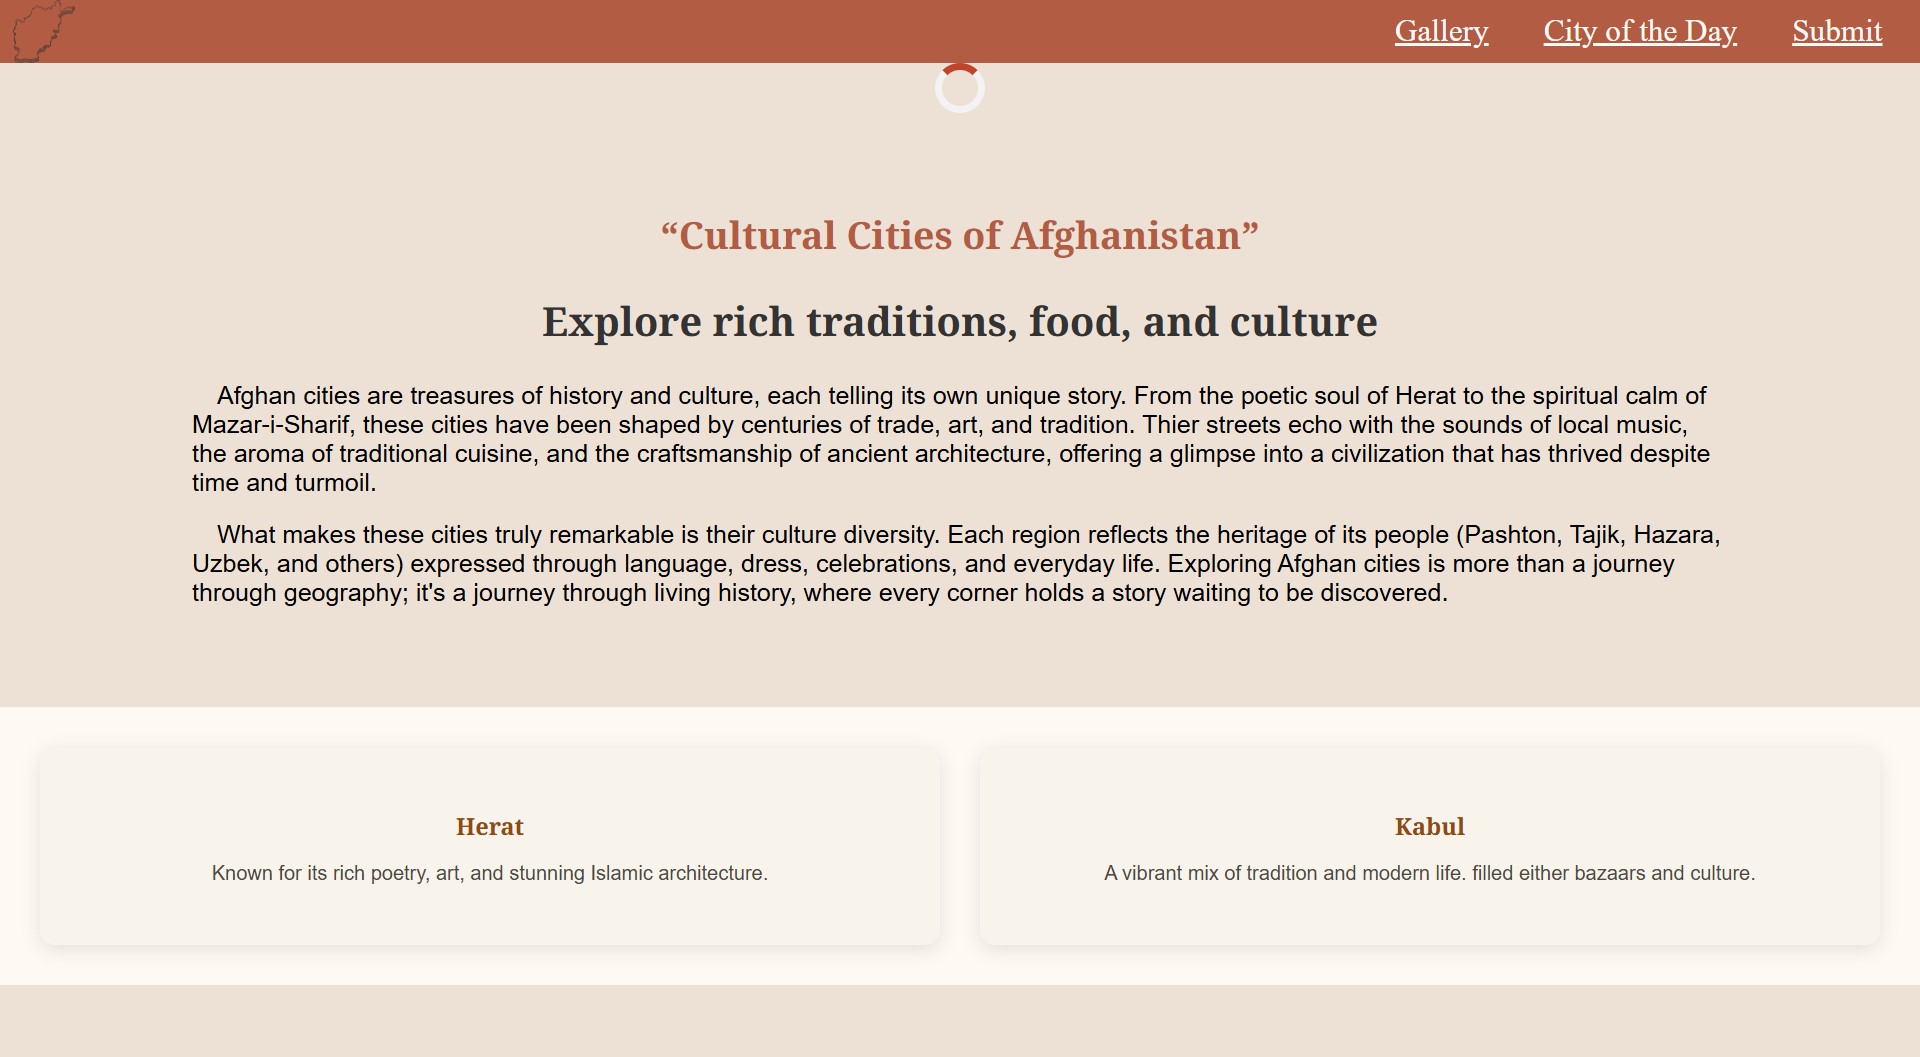 Gallery City of the Day Submit
“Cultural Cities of Afghanistan”
Explore rich traditions, food, and culture
Afghan cities are treasures of history and culture, each telling its own unique story. From the poetic soul of Herat to the spiritual calm of
Mazar-i-Sharif, these cities have been shaped by centuries of trade, art, and tradition. Thier streets echo with the sounds of local music,
the aroma of traditional cuisine, and the craftsmanship of ancient architecture, offering a glimpse into a civilization that has thrived despite
time and turmoil.
What makes these cities truly remarkable is their culture diversity. Each region reflects the heritage of its people (Pashton, Tajik, Hazara,
Uzbek, and others) expressed through language, dress, celebrations, and everyday life. Exploring Afghan cities is more than a journey
through geography; it's a journey through living history, where every corner holds a story waiting to be discovered.
Herat
Known for its rich poetry, art, and stunning Islamic architecture.
Kabul
A vibrant mix of tradition and modern life. filled either bazaars and culture.